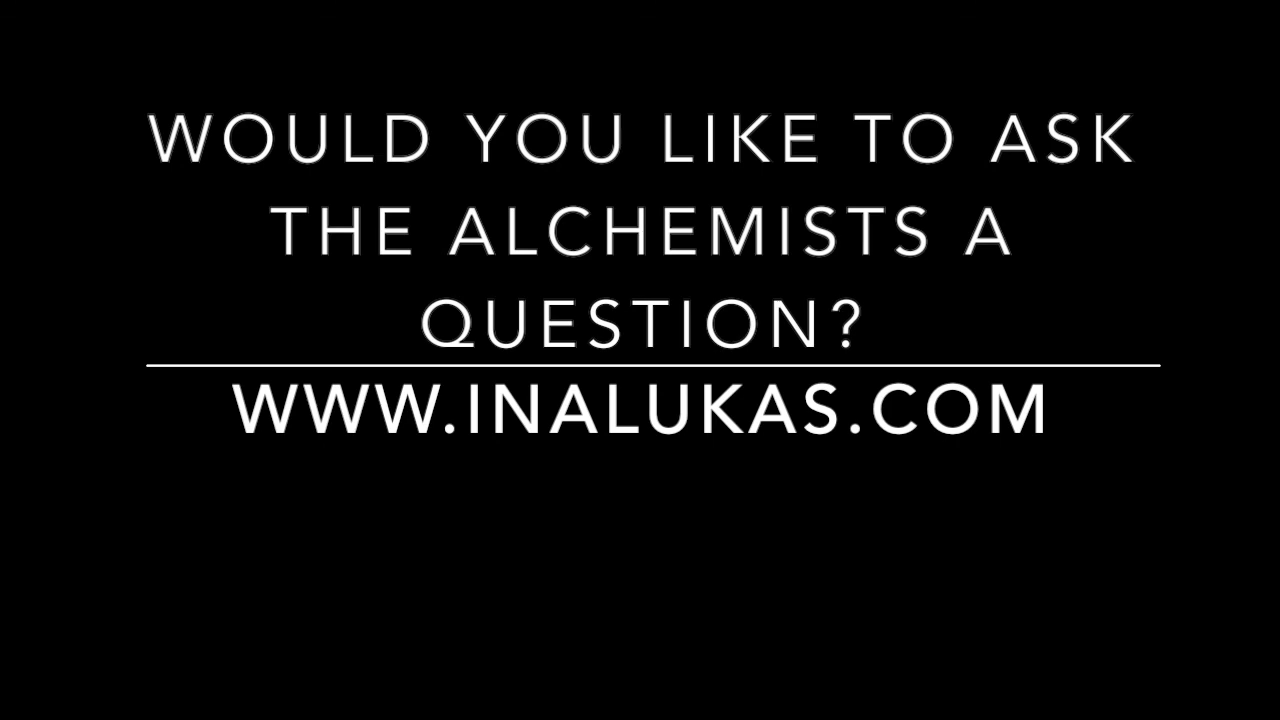 WOULD YOU LIKE TO ASK
THE ALCHEMISTS A
QUESTION?
WWW.INALUKAS.COM